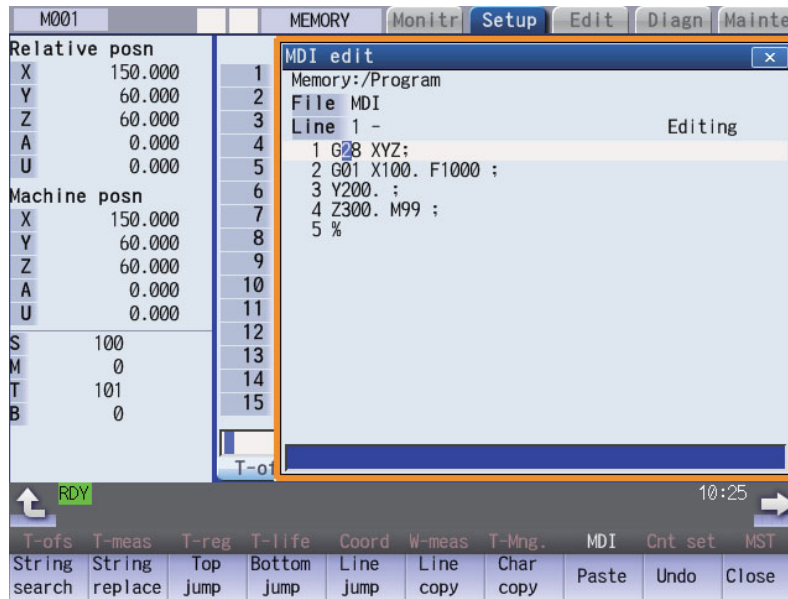 M001 MEMORY Monitr Setup Edit Diagn Mainte
Relative posn
X 150.000
Y 60.000
Z 60.000
A 0.000
U 0.000
Machine posn
X 150.000
Y 60.000
Z 60.000
A 0.000
U 0.000
S 100
M 0
T 101
B 0
1
2
3
4
5
6
7
8
9
10
11
12
13
14
15
T-of
MDI edit ×
Memory:/Program
File MDI
Line 1 - Editing
1 G28 XYZ;
2 G01 X100. F1000 ;
3 Y200. ;
4 Z300. M99 ;
5 %
RDY 10:25
T-ofs T-meas T-reg T-life Coord W-meas T-Mng. MDI Cnt set MST
String search String replace Top jump Bottom jump Line jump Line copy Char copy Paste Undo Close